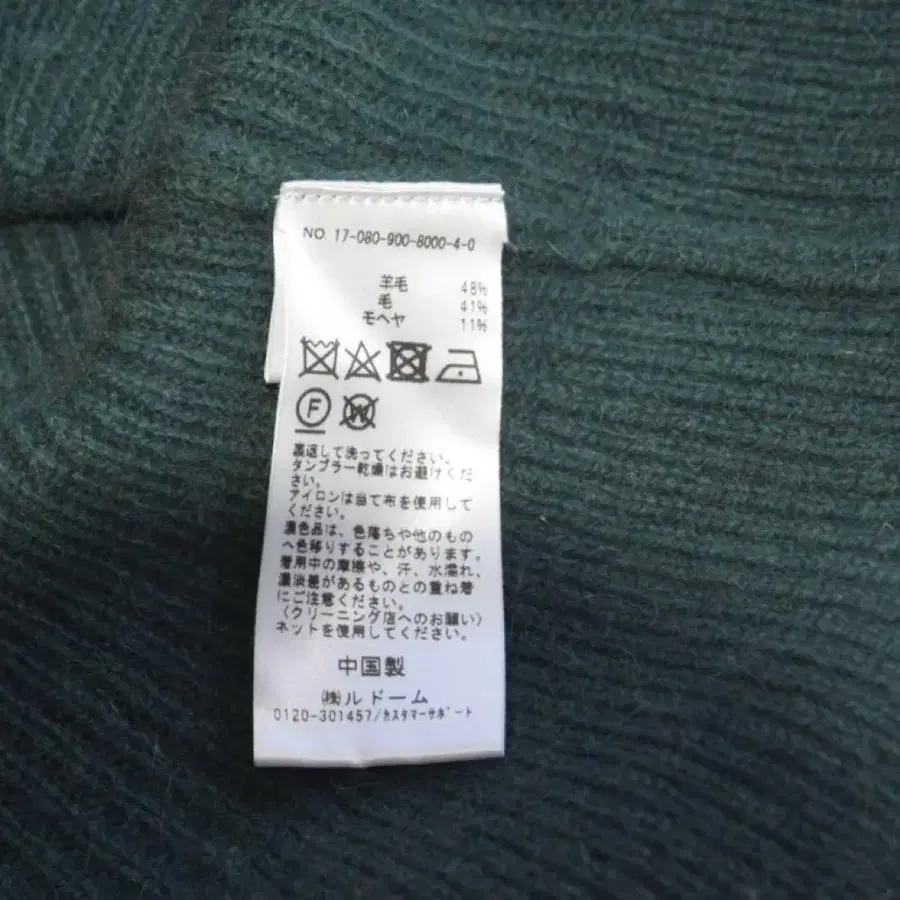 NO. 17-080-900-8000-4-0
羊毛 48%
毛 41%
モヘヤ 11%
F
W
裏返して洗ってください。
タンブラー乾燥はお避けくだ
さい。
アイロンは当て布を使用して
ください。
濃色品は、色落ちや他のもの
へ色移りすることがあります。
着用中の摩擦や、汗、水濡れ、
濃淡差があるものとの重ね着
にご注意ください。
〈クリーニング店へのお願い〉
ネットを使用してください。
中国製
㈱ルドーム
0120-301457/カスタマーサポート